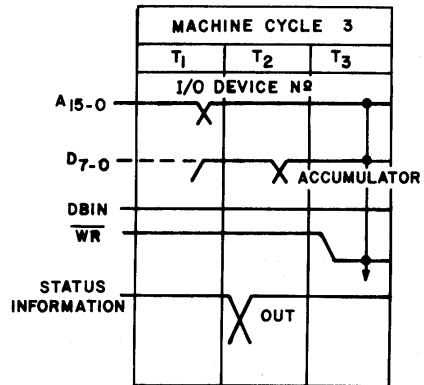 MACHINE CYCLE 3
T1 T2 T3
I/O DEVICE Nº
A15-0
D7-0
ACCUMULATOR
DBIN
WR
STATUS
INFORMATION
OUT